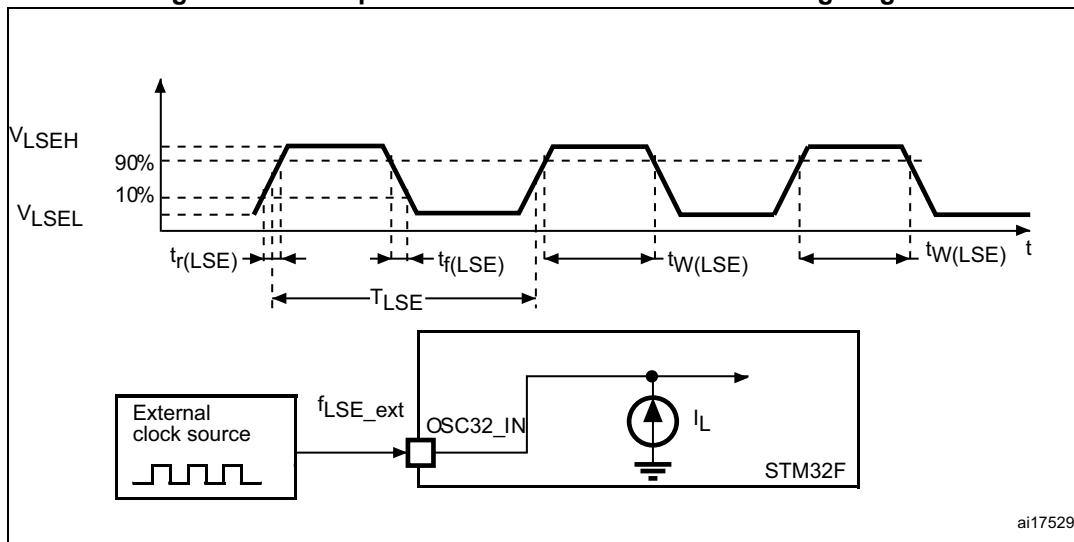 VLSEH
90%
10%
VLSEL
tr(LSE)
tf(LSE)
tW(LSE)
tW(LSE)
t
TLSE
External
clock source
fLSE_ext
OSC32_IN
IL
STM32F
ai17529